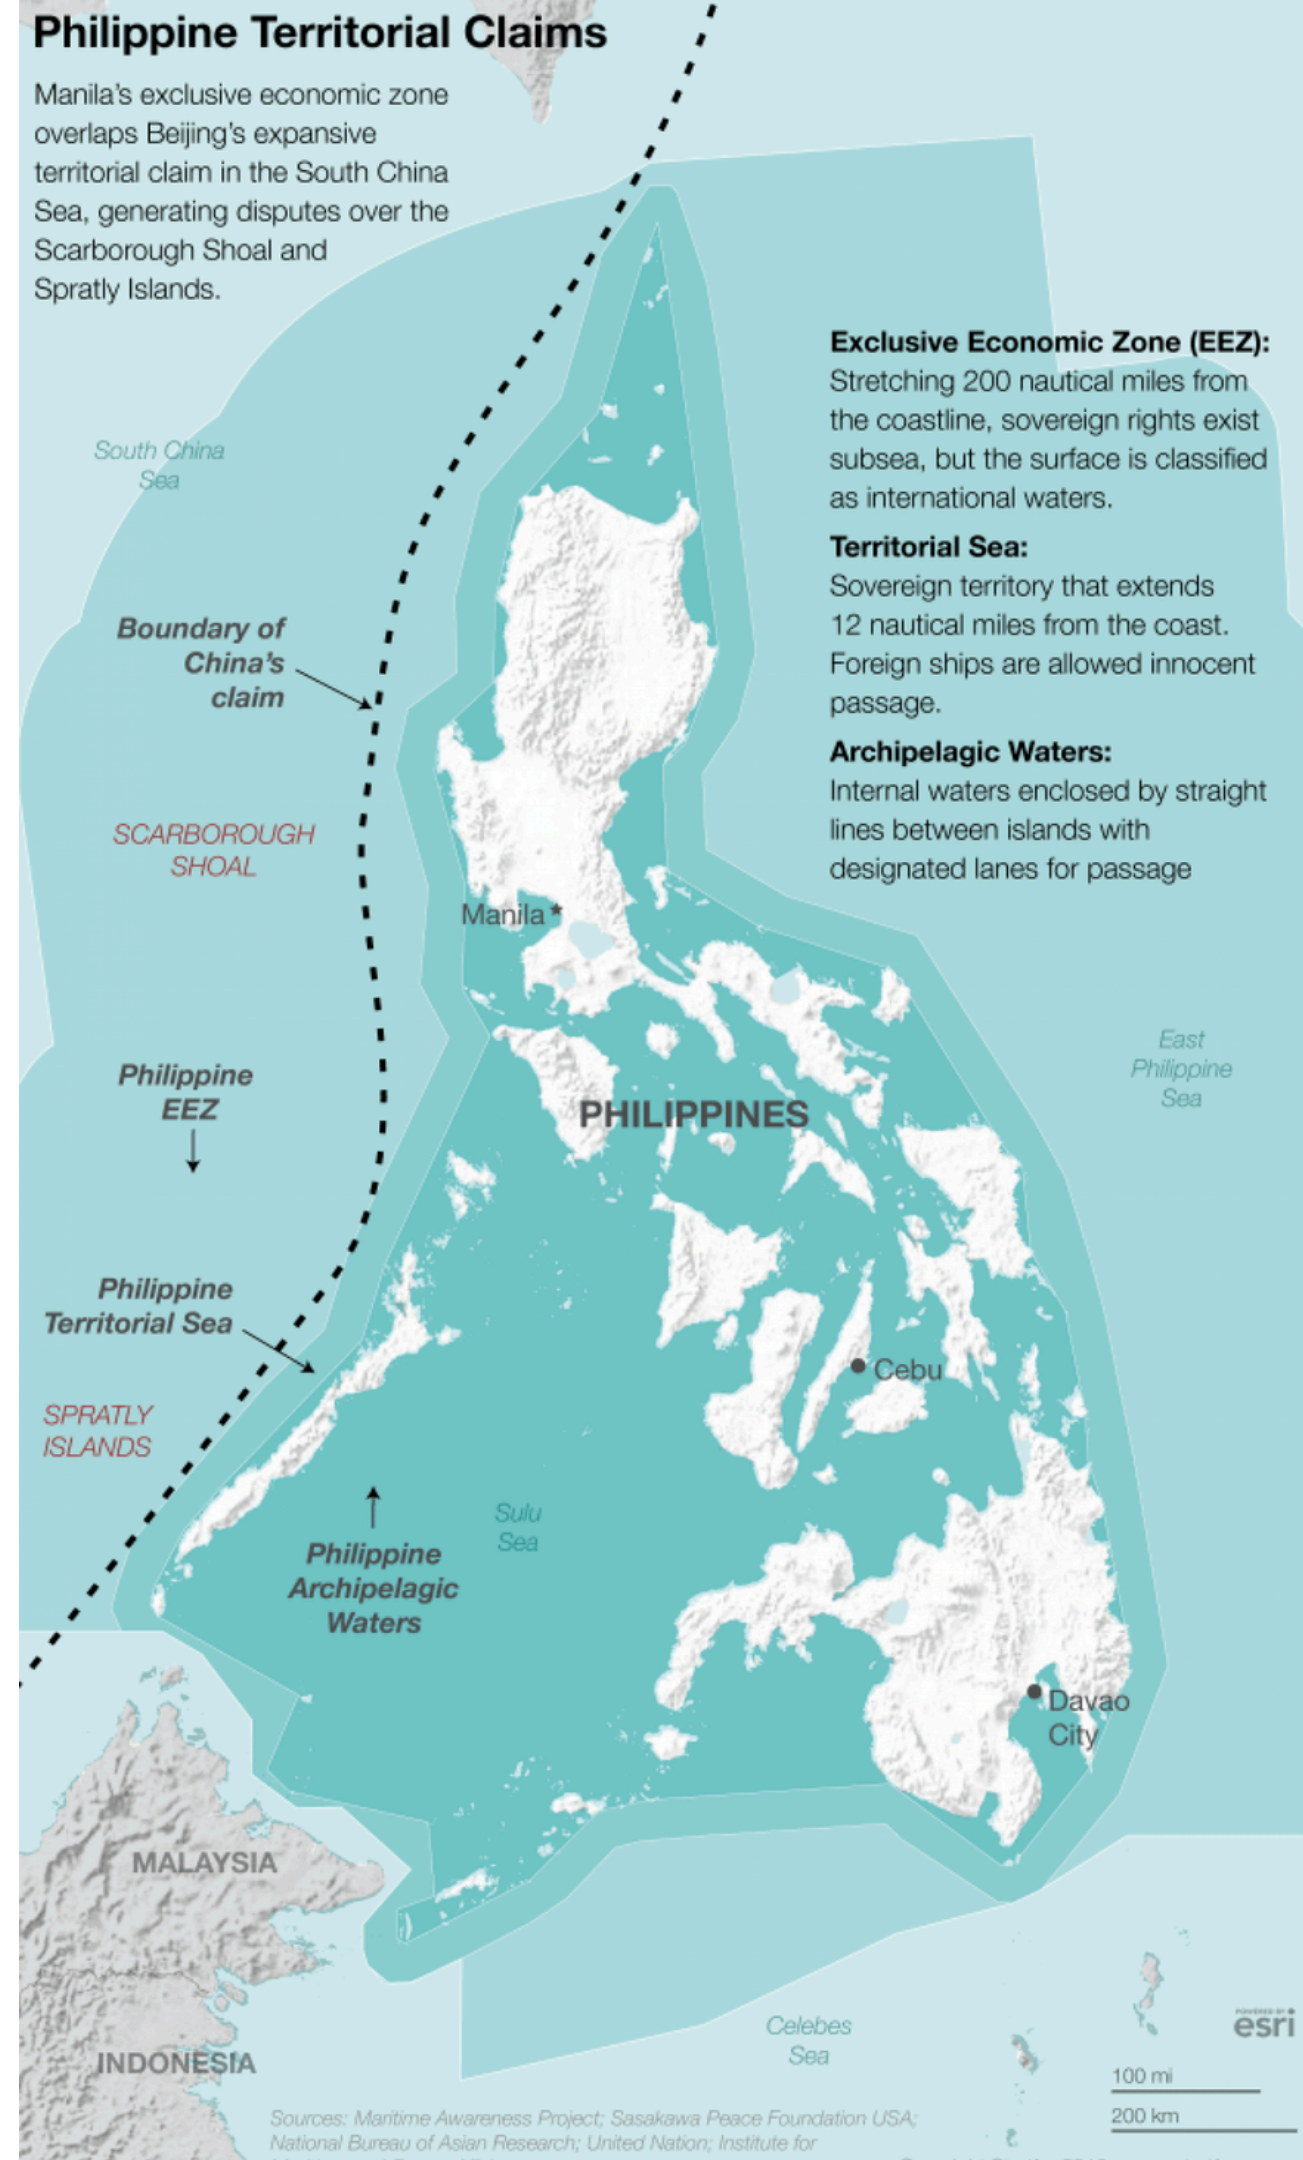 Philippine Territorial Claims
Manila's exclusive economic zone
overlaps Beijing's expansive
territorial claim in the South China
Sea, generating disputes over the
Scarborough Shoal and
Spratly Islands.
Exclusive Economic Zone (EEZ):
Stretching 200 nautical miles from
the coastline, sovereign rights exist
subsea, but the surface is classified
as international waters.
Territorial Sea:
Sovereign territory that extends
12 nautical miles from the coast.
Foreign ships are allowed innocent
passage.
Archipelagic Waters:
Internal waters enclosed by straight
lines between islands with
designated lanes for passage
South China
Sea
Boundary of
China's
claim
SCARBOROUGH
SHOAL
Manila
Philippine
EEZ
East
Philippine
Sea
PHILIPPINES
Philippine
Territorial Sea
Cebu
SPRATLY
ISLANDS
Sulu
Sea
Philippine
Archipelagic
Waters
Davao
City
MALAYSIA
INDONESIA
Celebes
Sea
POWERED BY
esri
100 mi
200 km
Sources: Maritime Awareness Project; Sasakawa Peace Foundation USA;
National Bureau of Asian Research; United Nation; Institute for